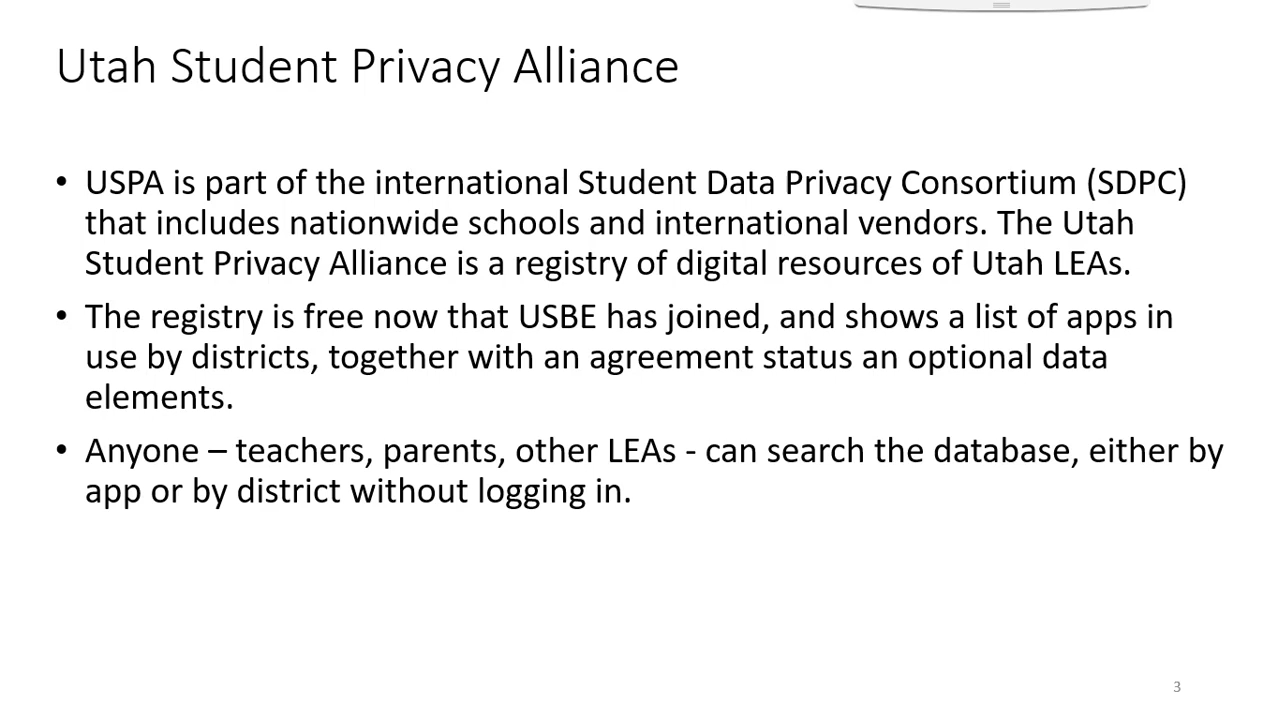 Utah Student Privacy Alliance
• USPA is part of the international Student Data Privacy Consortium (SDPC)
that includes nationwide schools and international vendors. The Utah
Student Privacy Alliance is a registry of digital resources of Utah LEAs.
• The registry is free now that USBE has joined, and shows a list of apps in
use by districts, together with an agreement status an optional data
elements.
• Anyone – teachers, parents, other LEAs - can search the database, either by
app or by district without logging in.
3